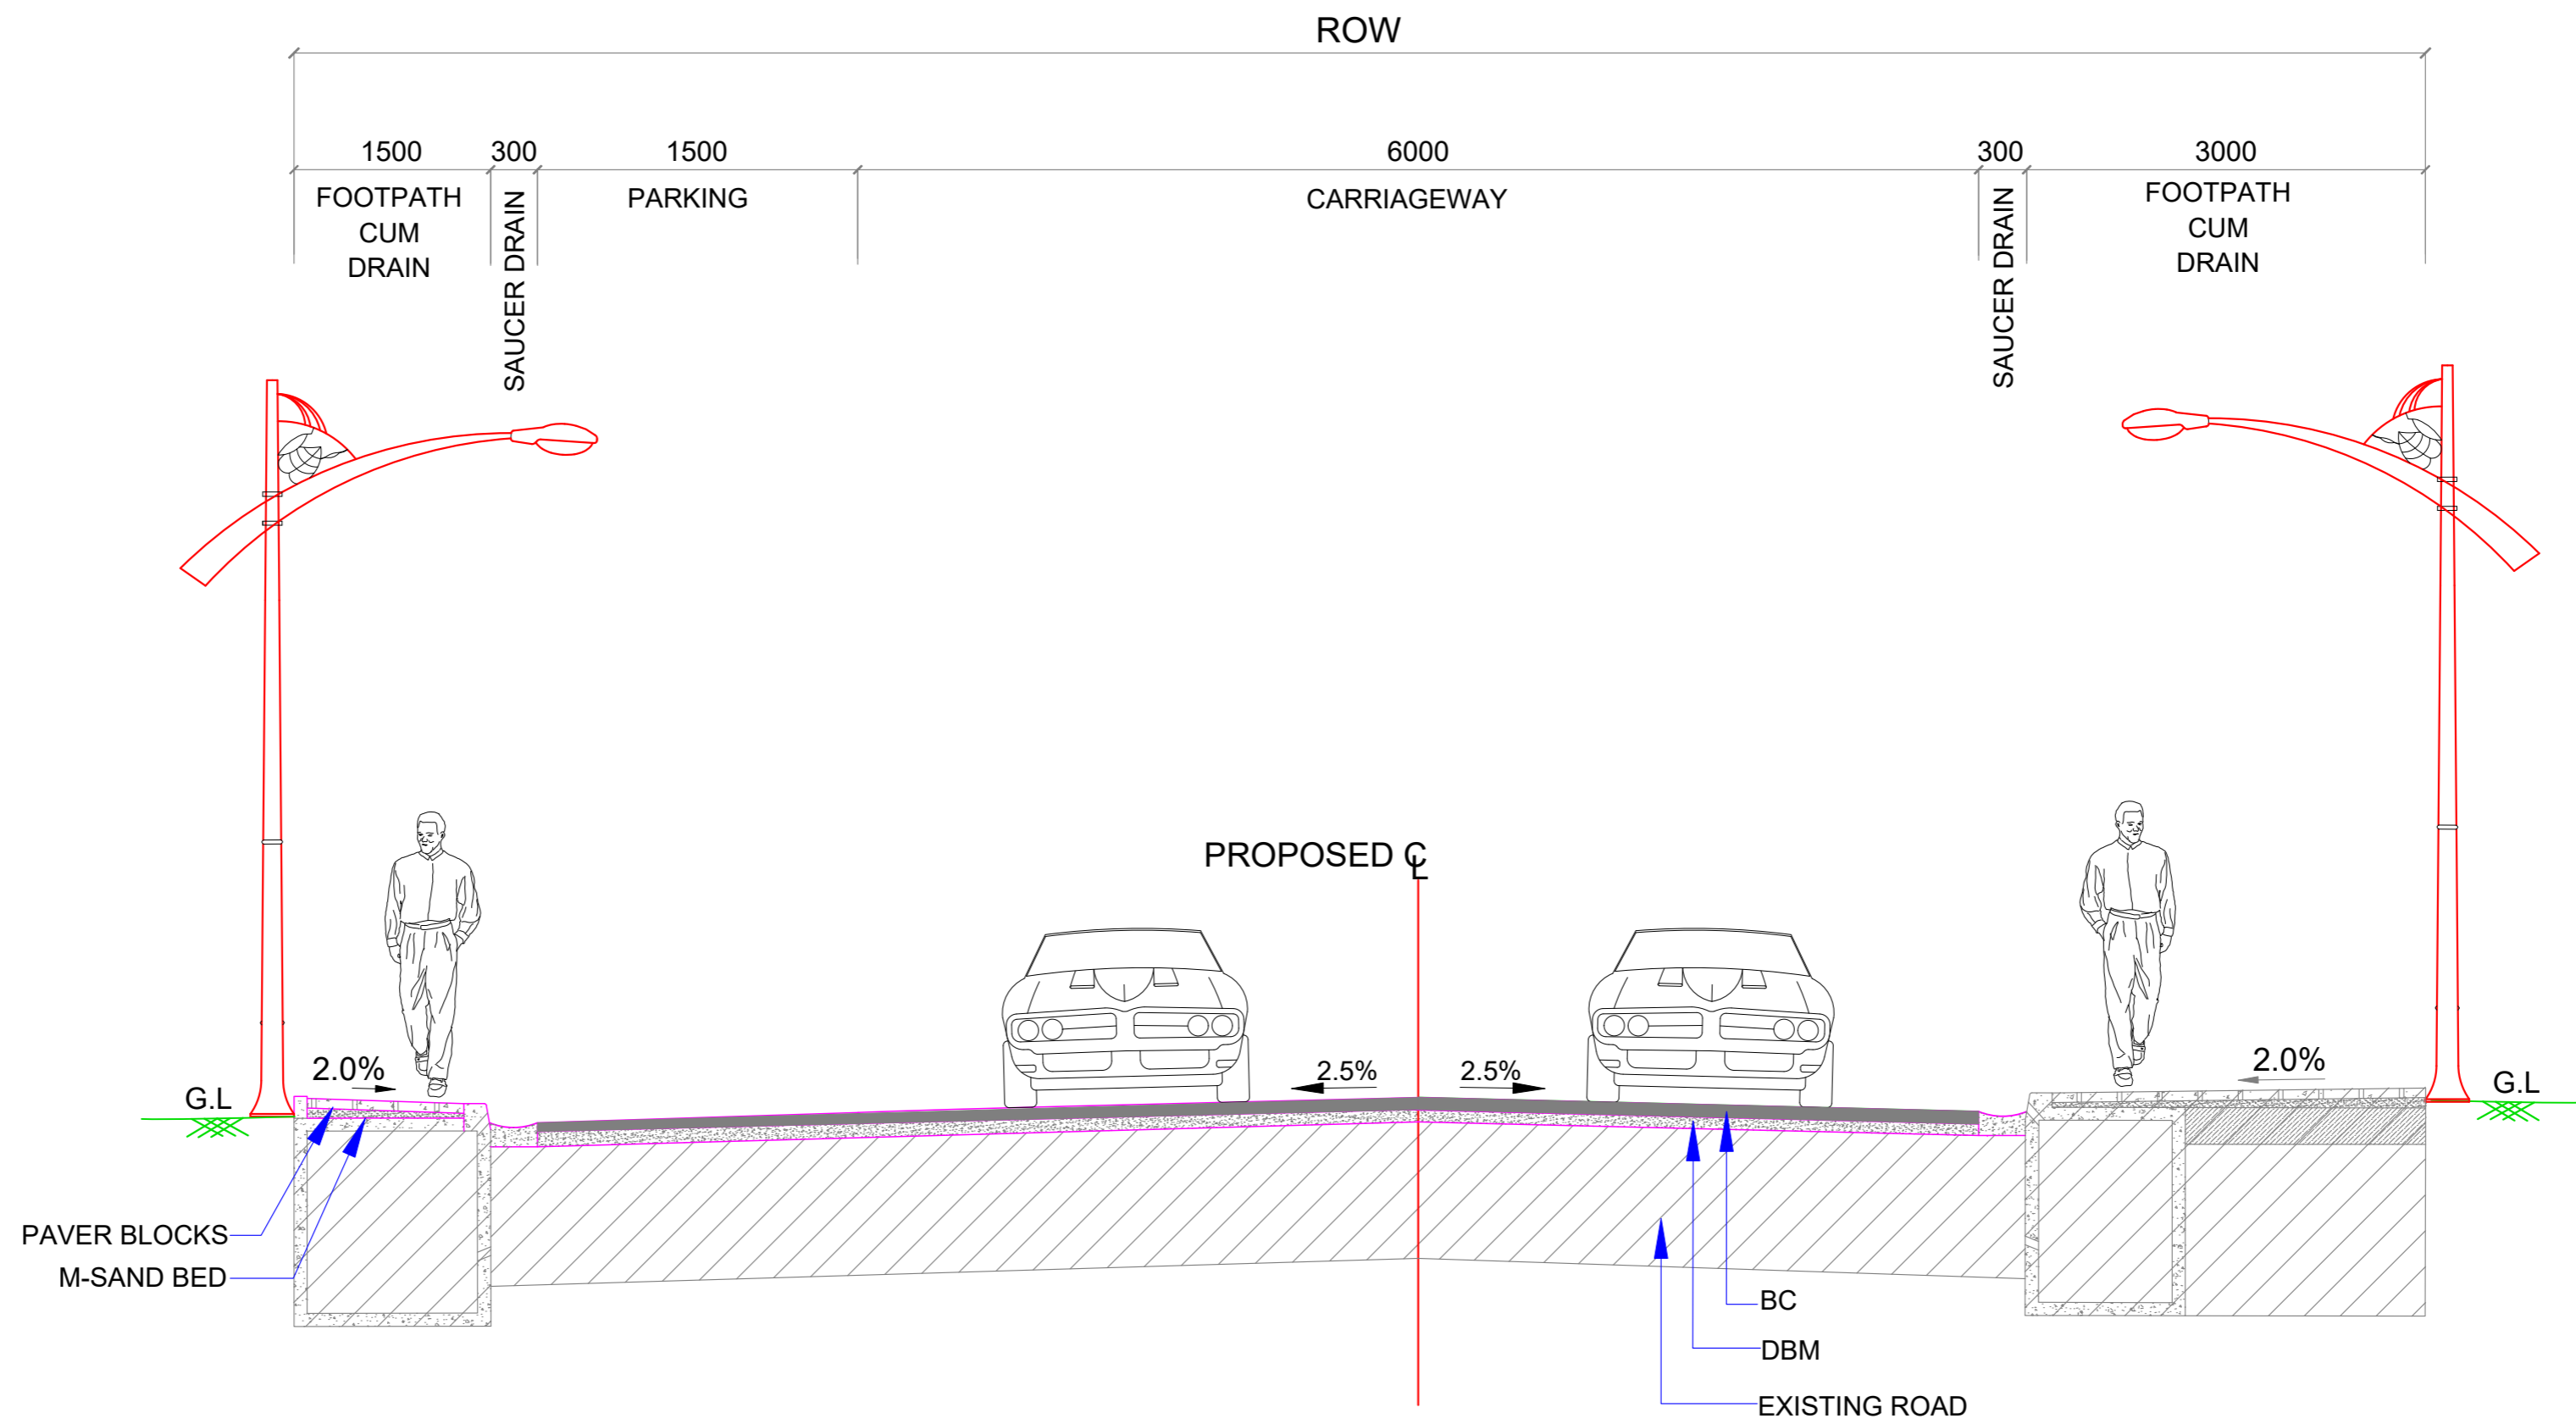 ROW
1500 300 1500 6000 300 3000
FOOTPATH
CUM
DRAIN
SAUCER DRAIN
PARKING
CARRIAGEWAY
SAUCER DRAIN
FOOTPATH
CUM
DRAIN
PROPOSED CL
2.0%
2.5%
2.5%
2.0%
G.L
G.L
PAVER BLOCKS
M-SAND BED
BC
DBM
EXISTING ROAD